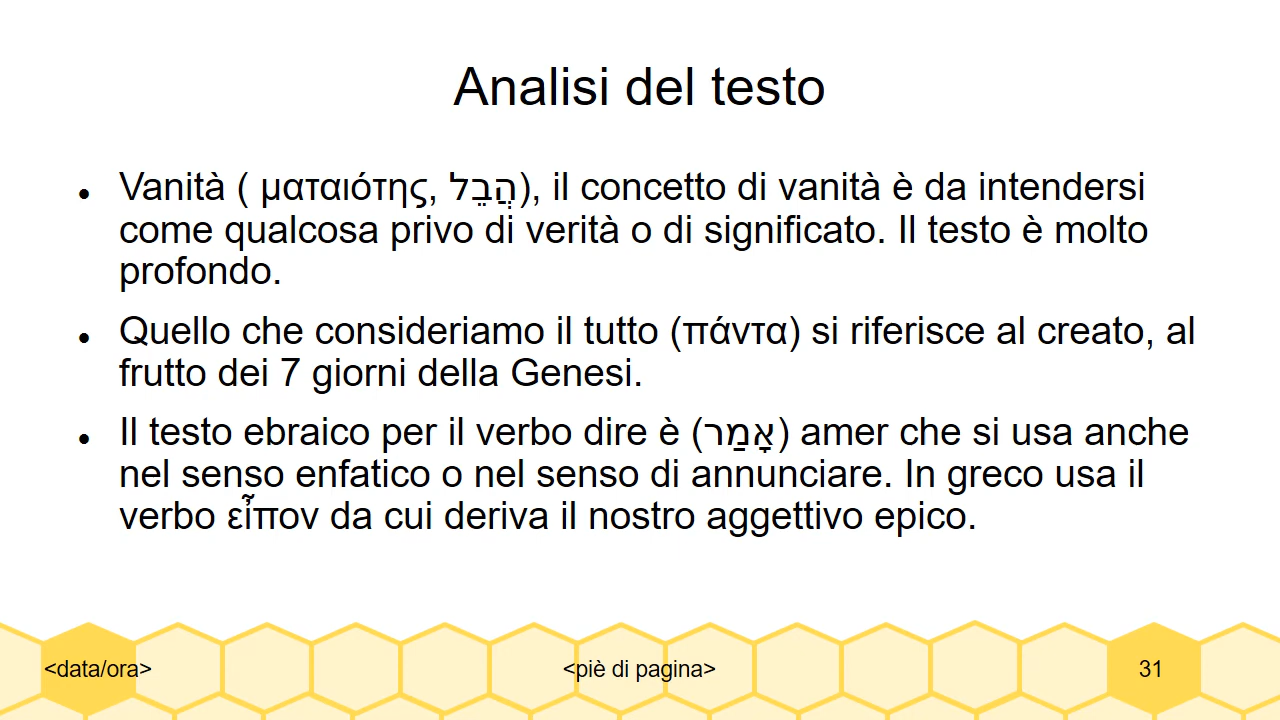 Analisi del testo
Vanità ( ματαιότης, הֲבֵל), il concetto di vanità è da intendersi
come qualcosa privo di verità o di significato. Il testo è molto
profondo.
Quello che consideriamo il tutto (πάντα) si riferisce al creato, al
frutto dei 7 giorni della Genesi.
Il testo ebraico per il verbo dire è (אָמַר) amer che si usa anche
nel senso enfatico o nel senso di annunciare. In greco usa il
verbo εἶπον da cui deriva il nostro aggettivo epico.
<data/ora>
<piè di pagina>
31